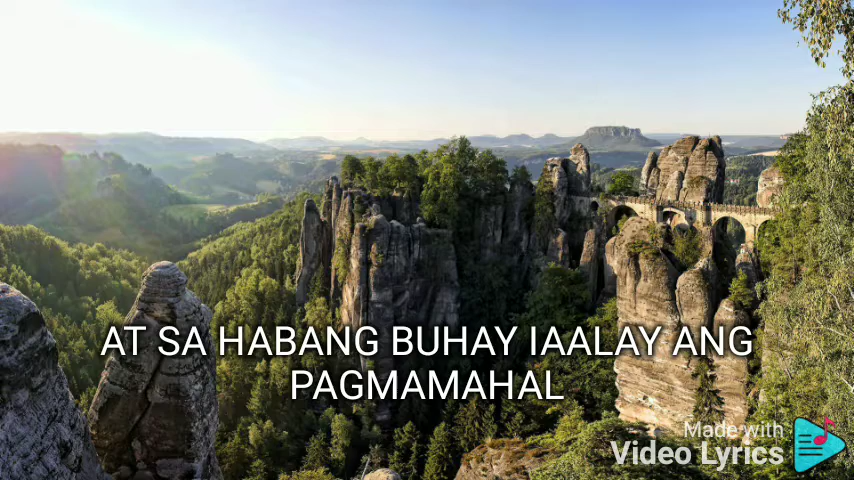 AT SA HABANG BUHAY IAALAY ANG
PAGMAMAHAL
Made with
Video Lyrics